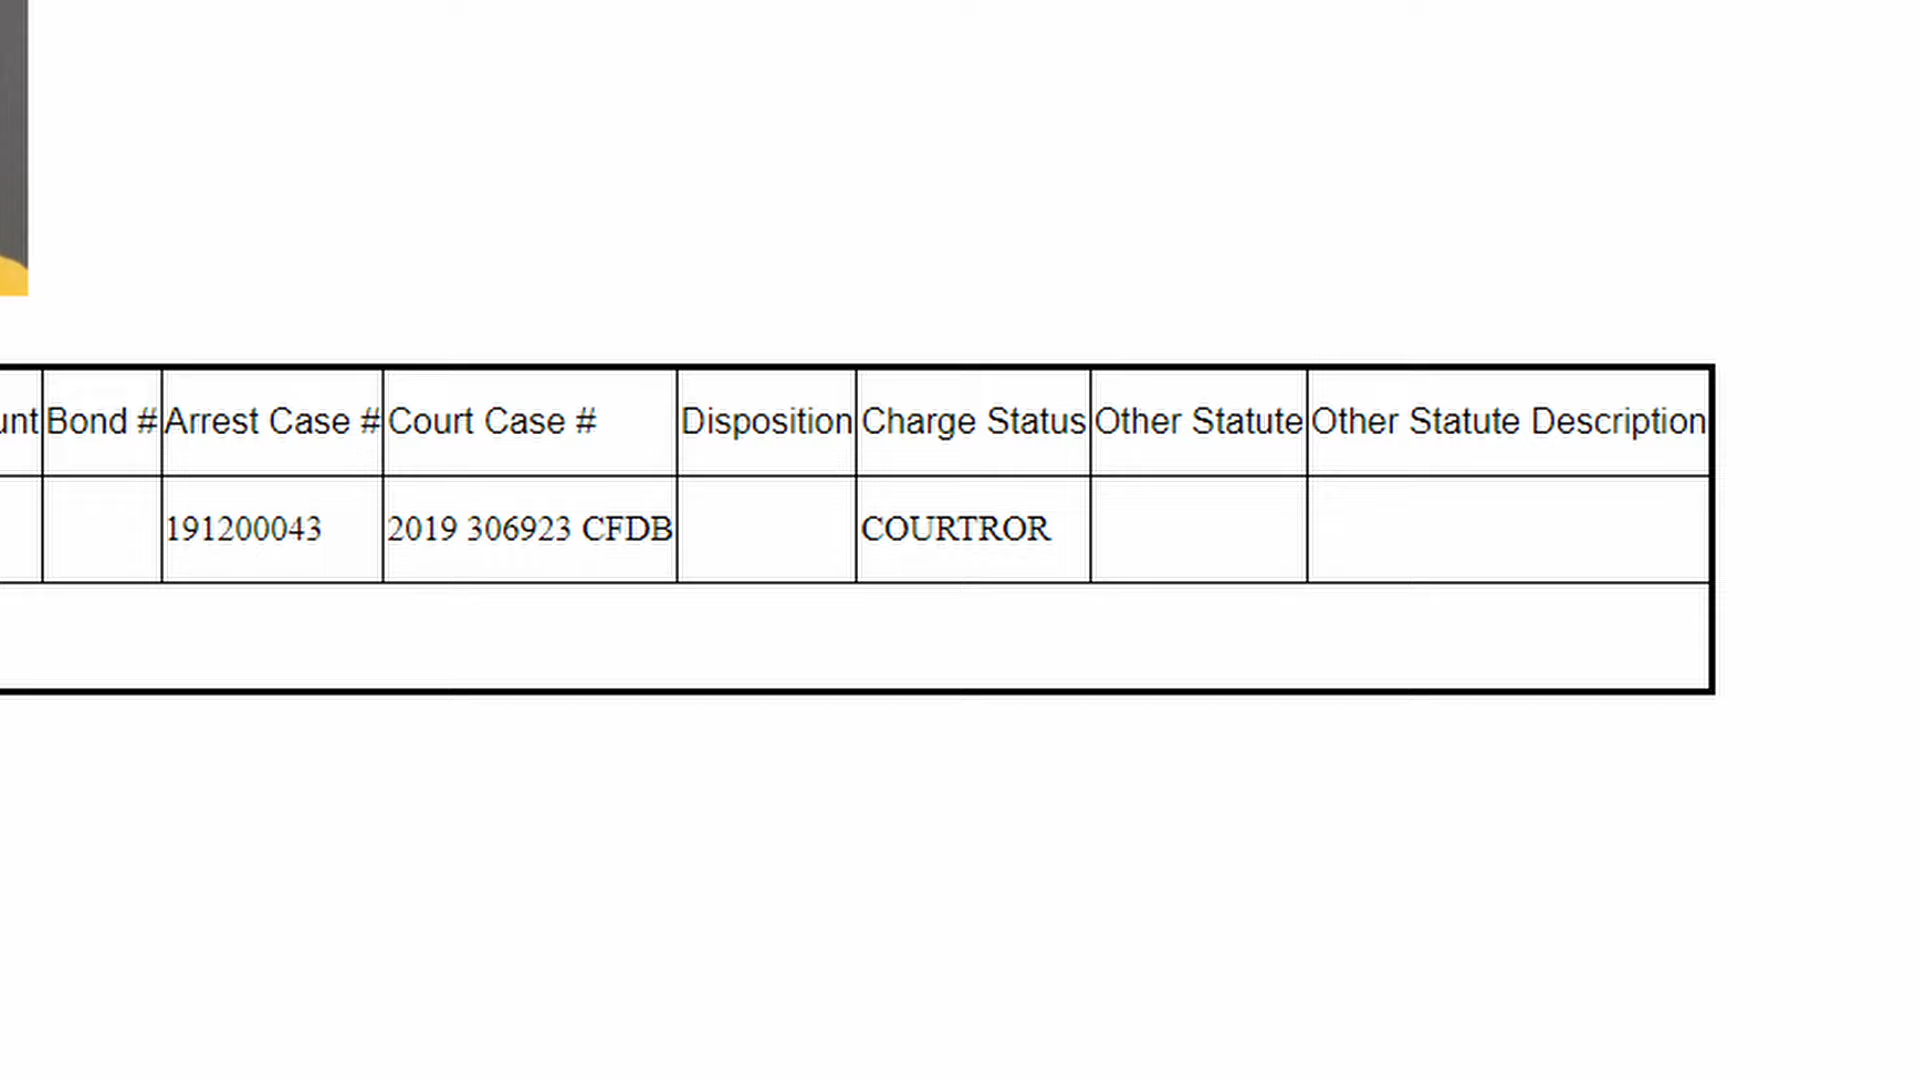 unt Bond # Arrest Case # Court Case # Disposition Charge Status Other Statute Other Statute Description
191200043 2019 306923 CFDB COURTROR